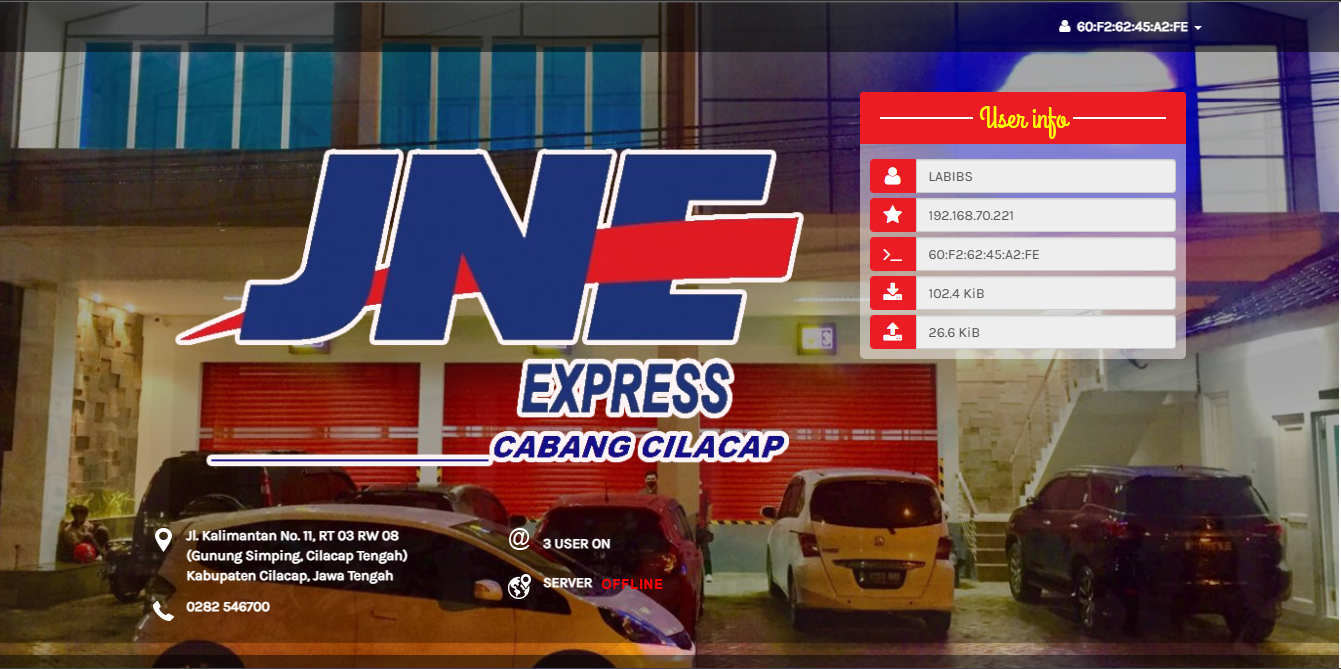 60:F2:62:45:A2:FE
User info
LABIBS
192.168.70.221
60:F2:62:45:A2:FE
102.4 KiB
26.6 KiB
JNE
EXPRESS
CABANG CILACAP
Jl. Kalimantan No. 11, RT 03 RW 08
(Gunung Simping, Cilacap Tengah)
Kabupaten Cilacap, Jawa Tengah
0282 546700
@ 3 USER ON
SERVER OFFLINE